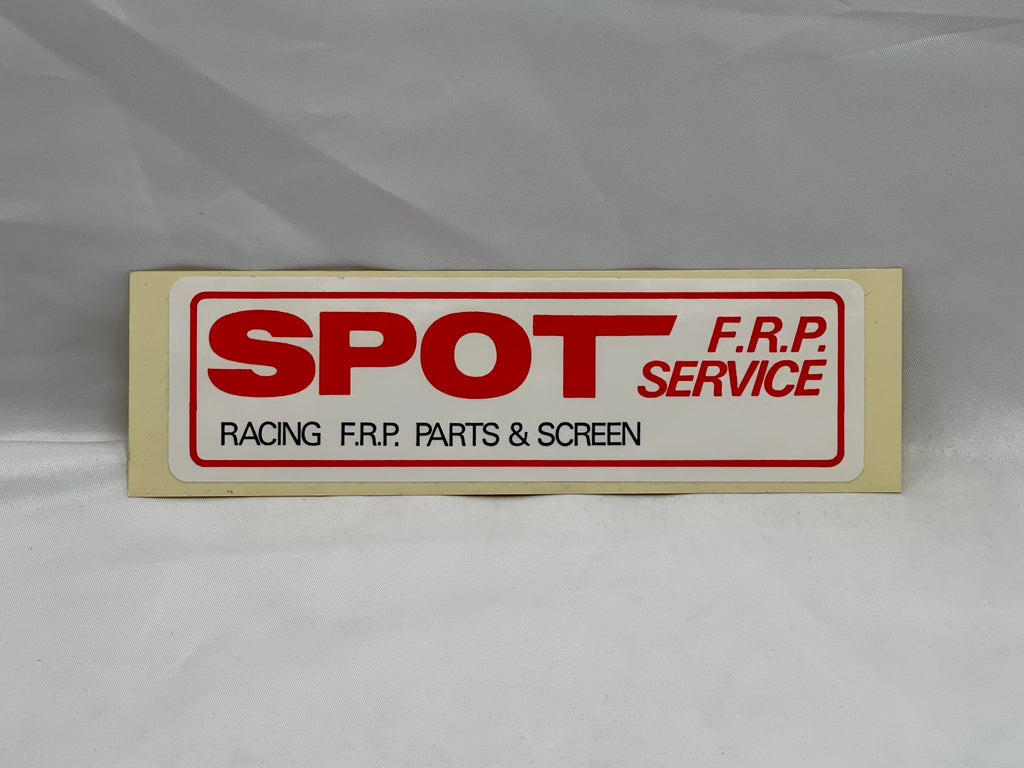 SPOT
F.R.P.
SERVICE
RACING F.R.P. PARTS & SCREEN